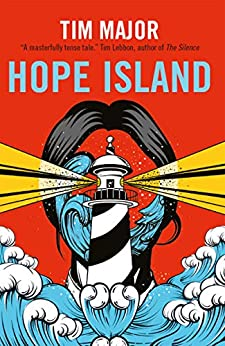 TIM MAJOR
"A masterfully tense tale." Tim Lebbon, author of The Silence
HOPE ISLAND